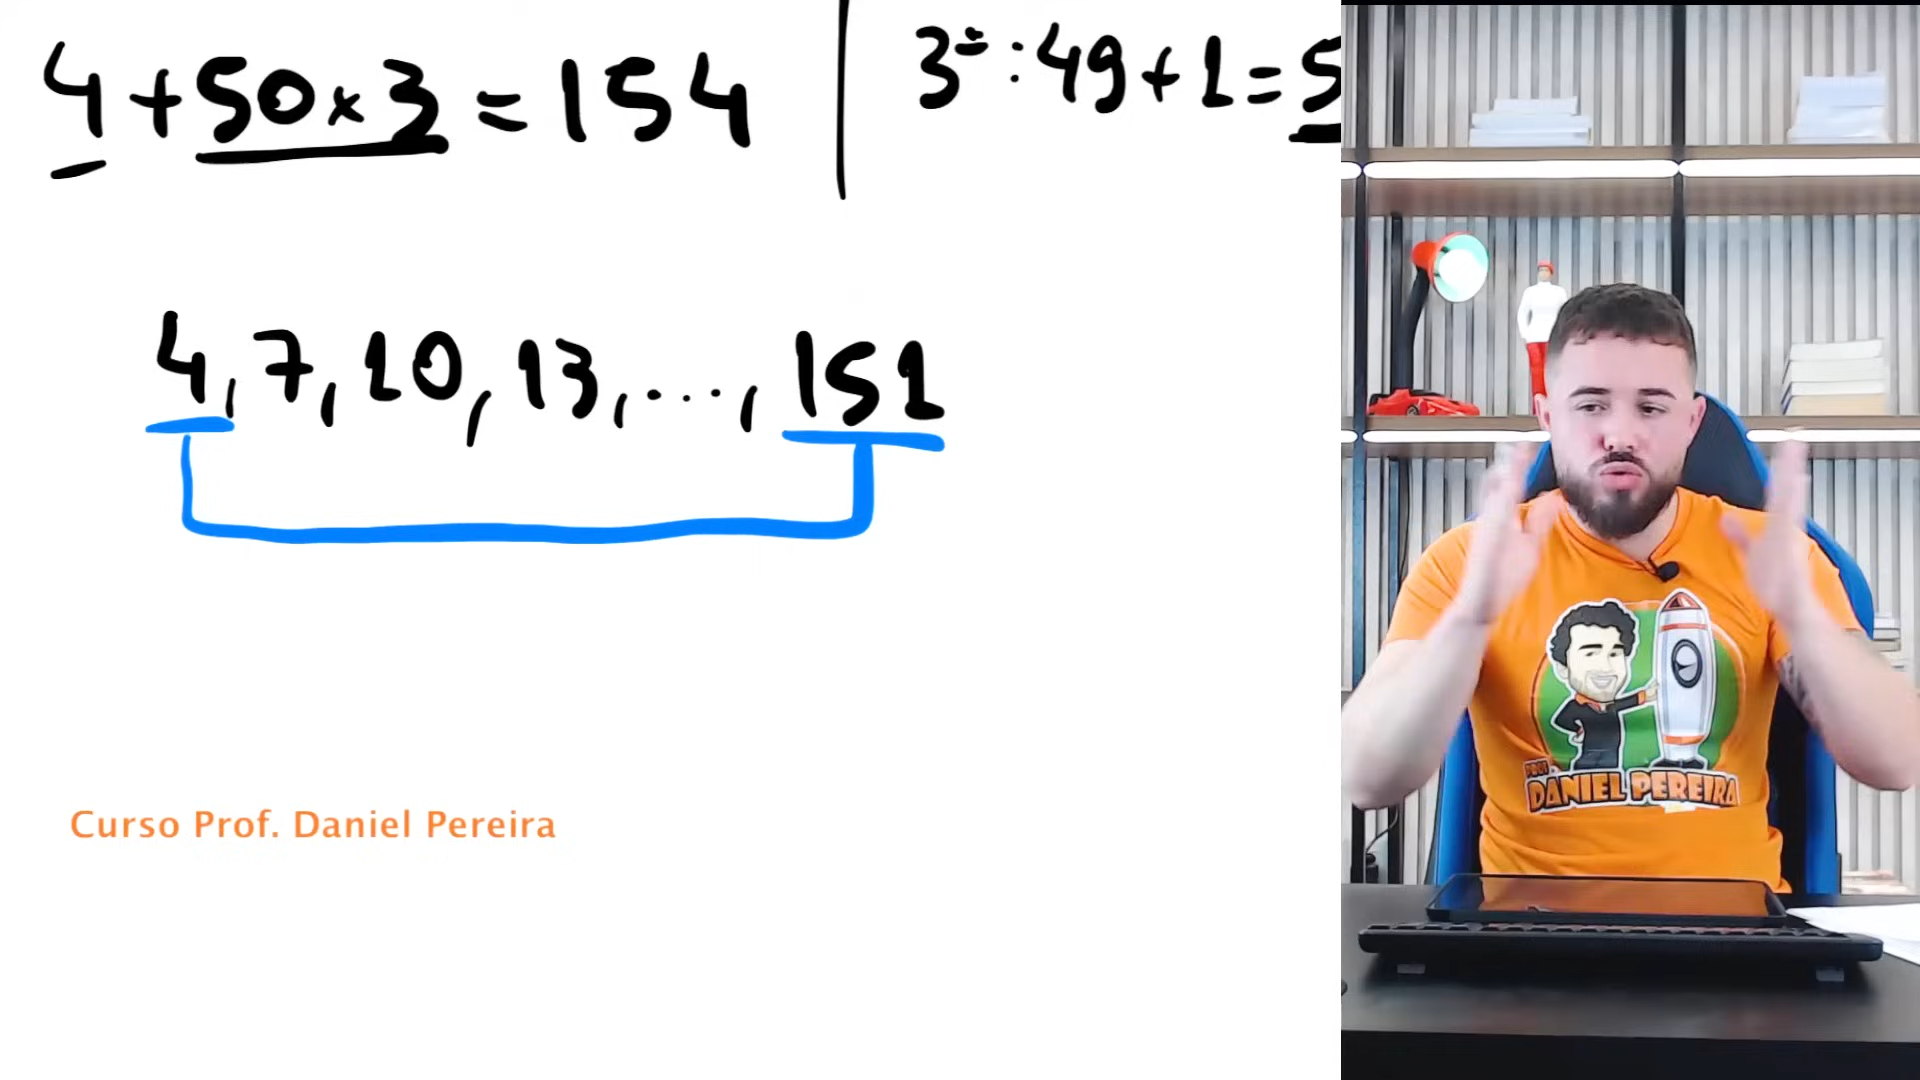 4+50×3=154
3º:49+1=5
4, 7, 10, 13, ..., 151
Curso Prof. Daniel Pereira
PROF.
DANIEL PEREIRA